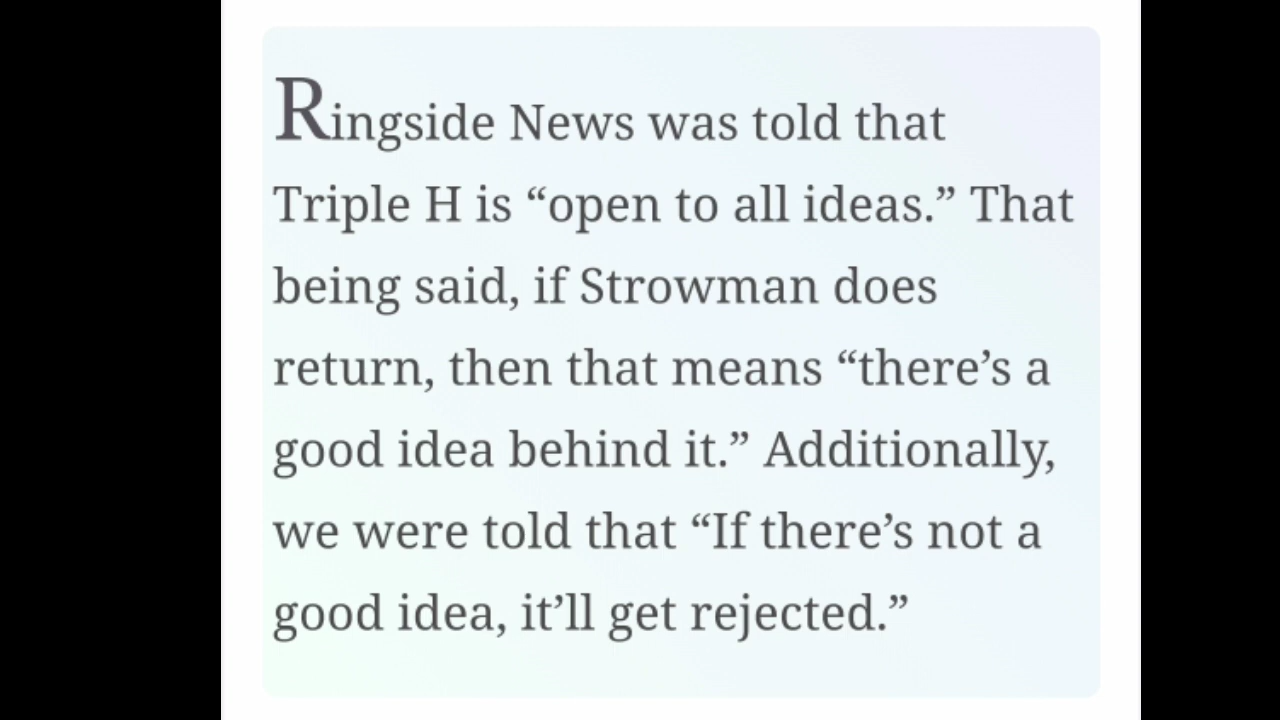 Ringside News was told that
Triple H is “open to all ideas.” That
being said, if Strowman does
return, then that means “there’s a
good idea behind it.” Additionally,
we were told that “If there’s not a
good idea, it’ll get rejected.”